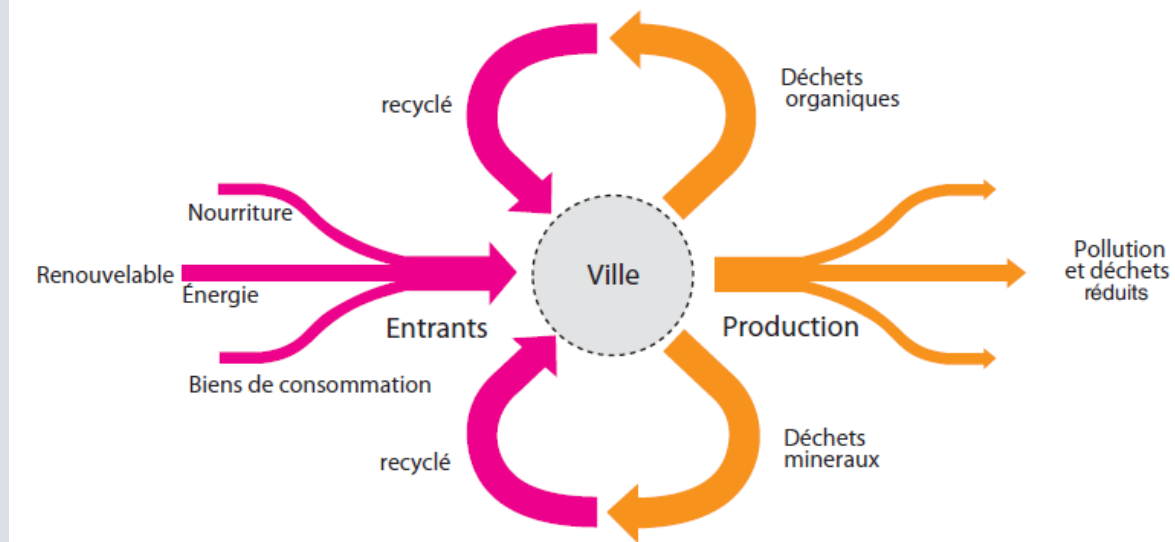 Déchets
organiques
recyclé
Nourriture
Renouvelable
Énergie
Entrants
Biens de consommation
Ville
Production
Pollution
et déchets
réduits
recyclé
Déchets
mineraux